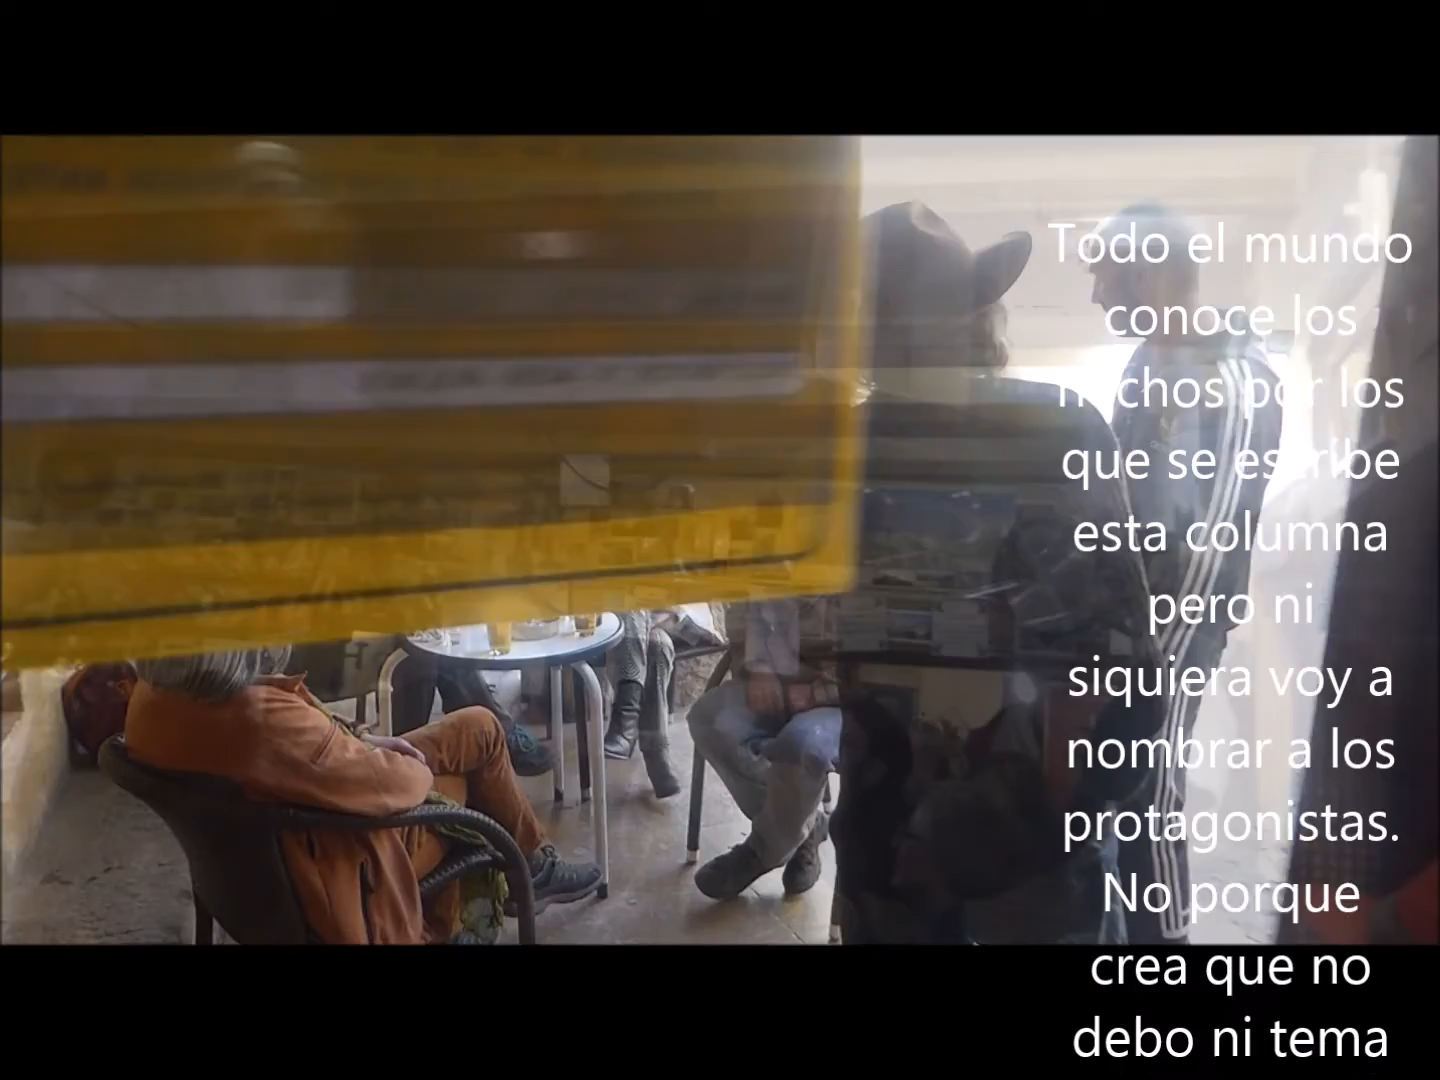 Todo el mundo
conoce los
hechos por los
que se escribe
esta columna
pero ni
siquiera voy a
nombrar a los
protagonistas.
No porque
crea que no
debo ni tema